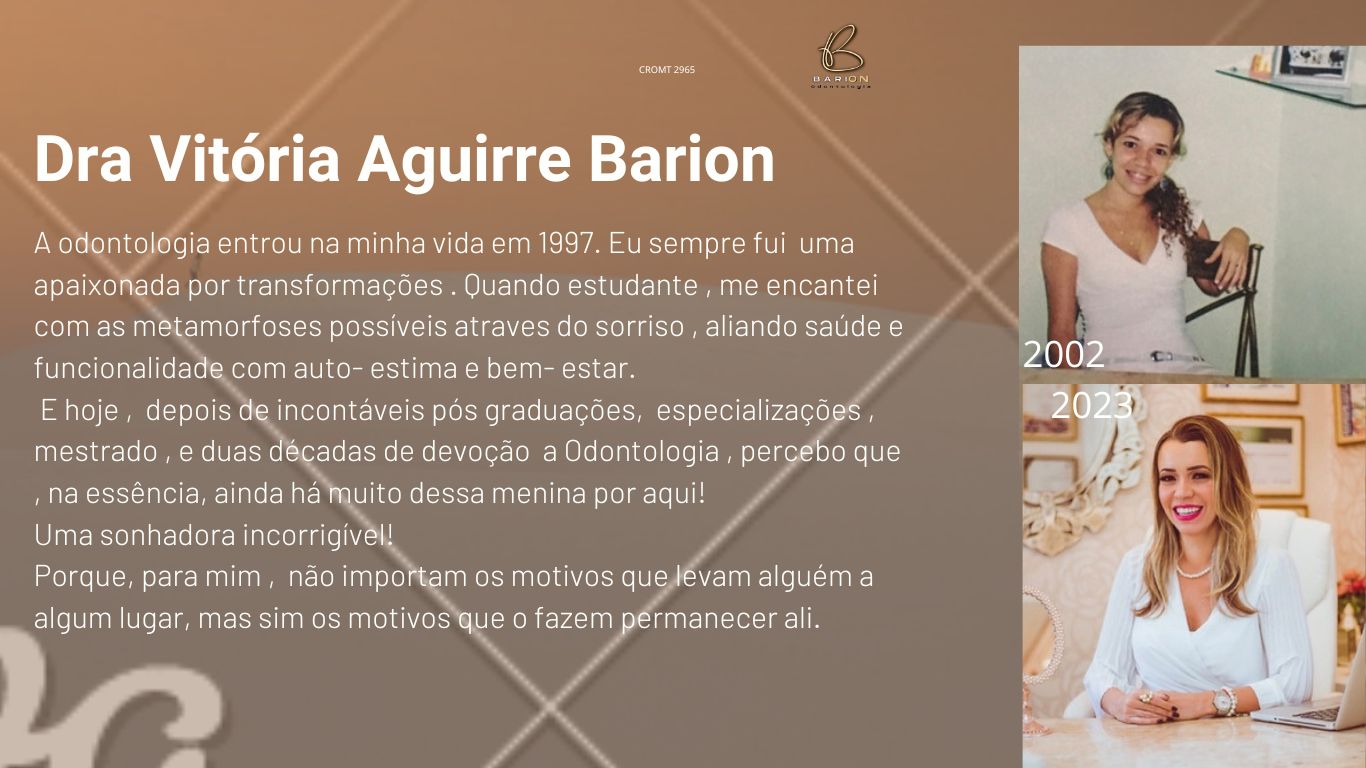 CROMT 2965
B
BARION
odontologia
Dra Vitória Aguirre Barion
A odontologia entrou na minha vida em 1997. Eu sempre fui  uma
apaixonada por transformações . Quando estudante , me encantei
com as metamorfoses possíveis atraves do sorriso , aliando saúde e
funcionalidade com auto- estima e bem- estar.
 E hoje ,  depois de incontáveis pós graduações,  especializações ,
mestrado , e duas décadas de devoção  a Odontologia , percebo que
, na essência, ainda há muito dessa menina por aqui!
Uma sonhadora incorrigível!
Porque, para mim ,  não importam os motivos que levam alguém a
algum lugar, mas sim os motivos que o fazem permanecer ali.
2002
2023